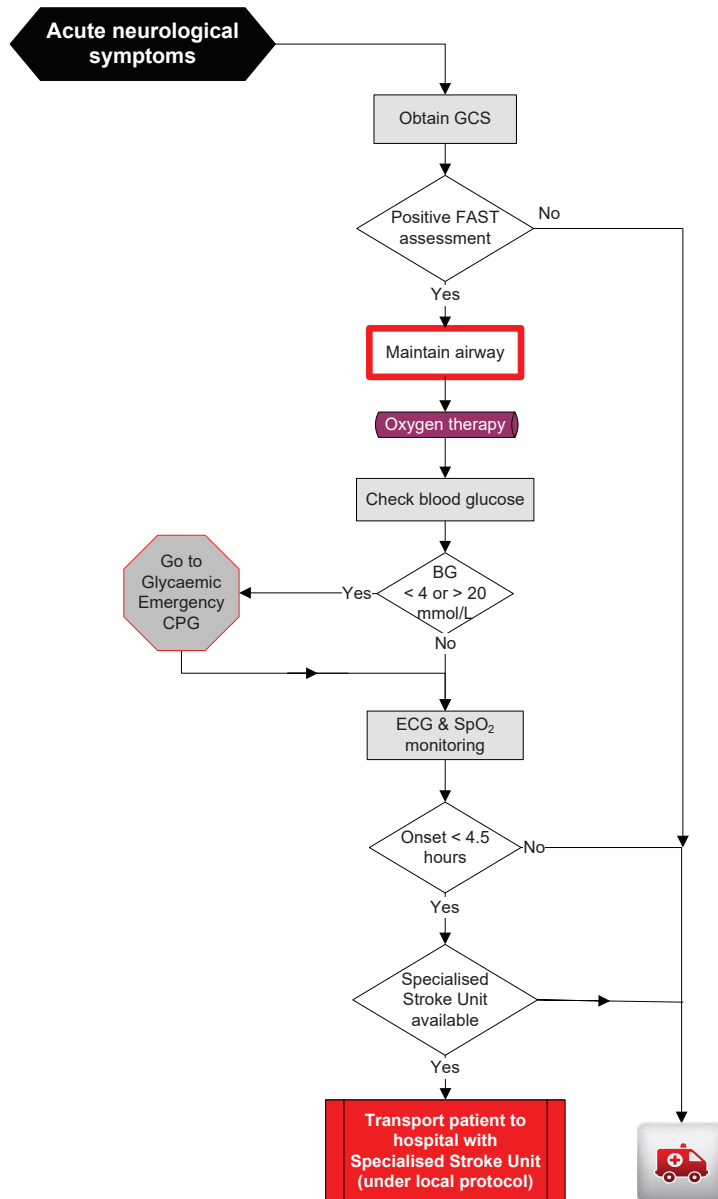 Acute neurological
symptoms
Obtain GCS
Positive FAST
assessment
No
Yes
Maintain airway
Oxygen therapy
Check blood glucose
Go to
Glycaemic
Emergency
CPG
Yes
BG
< 4 or > 20
mmol/L
No
ECG & SpO₂
monitoring
Onset < 4.5
hours
No
Yes
Specialised
Stroke Unit
available
Yes
Transport patient to
hospital with
Specialised Stroke Unit
(under local protocol)